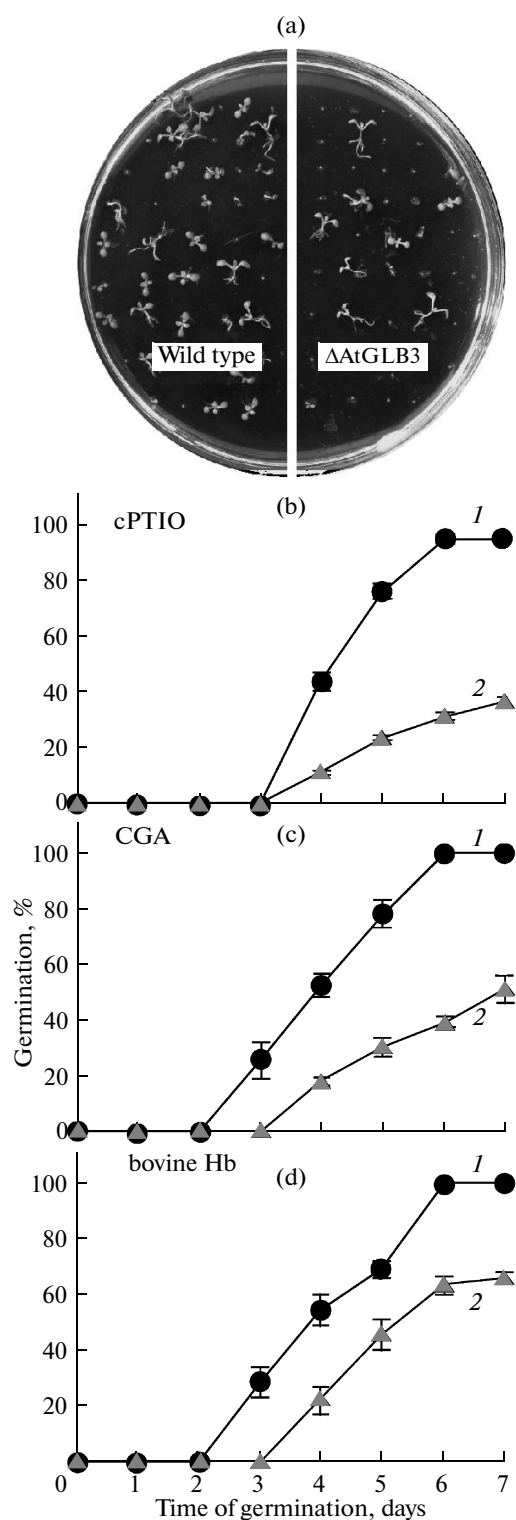 (a)
Wild type
ΔAtGLB3
(b)
cPTIO
1
100
80
60
40
2
20
0
CGA
(c)
1
100
80
60
40
2
20
0
Germination, %
bovine Hb
(d)
1
100
80
60
2
40
20
0 1 2 3 4 5 6 7
Time of germination, days